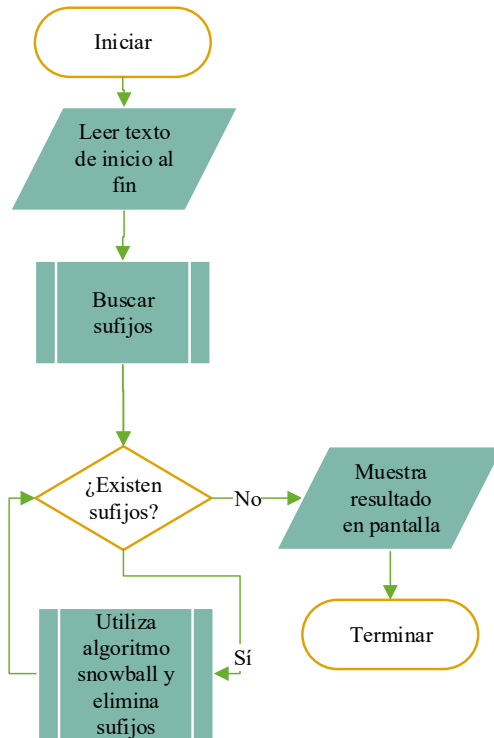 Iniciar
Leer texto
de inicio al
fin
Buscar
sufijos
¿Existen
sufijos?
No
Muestra
resultado
en pantalla
Terminar
Sí
Utiliza
algoritmo
snowball y
elimina
sufijos